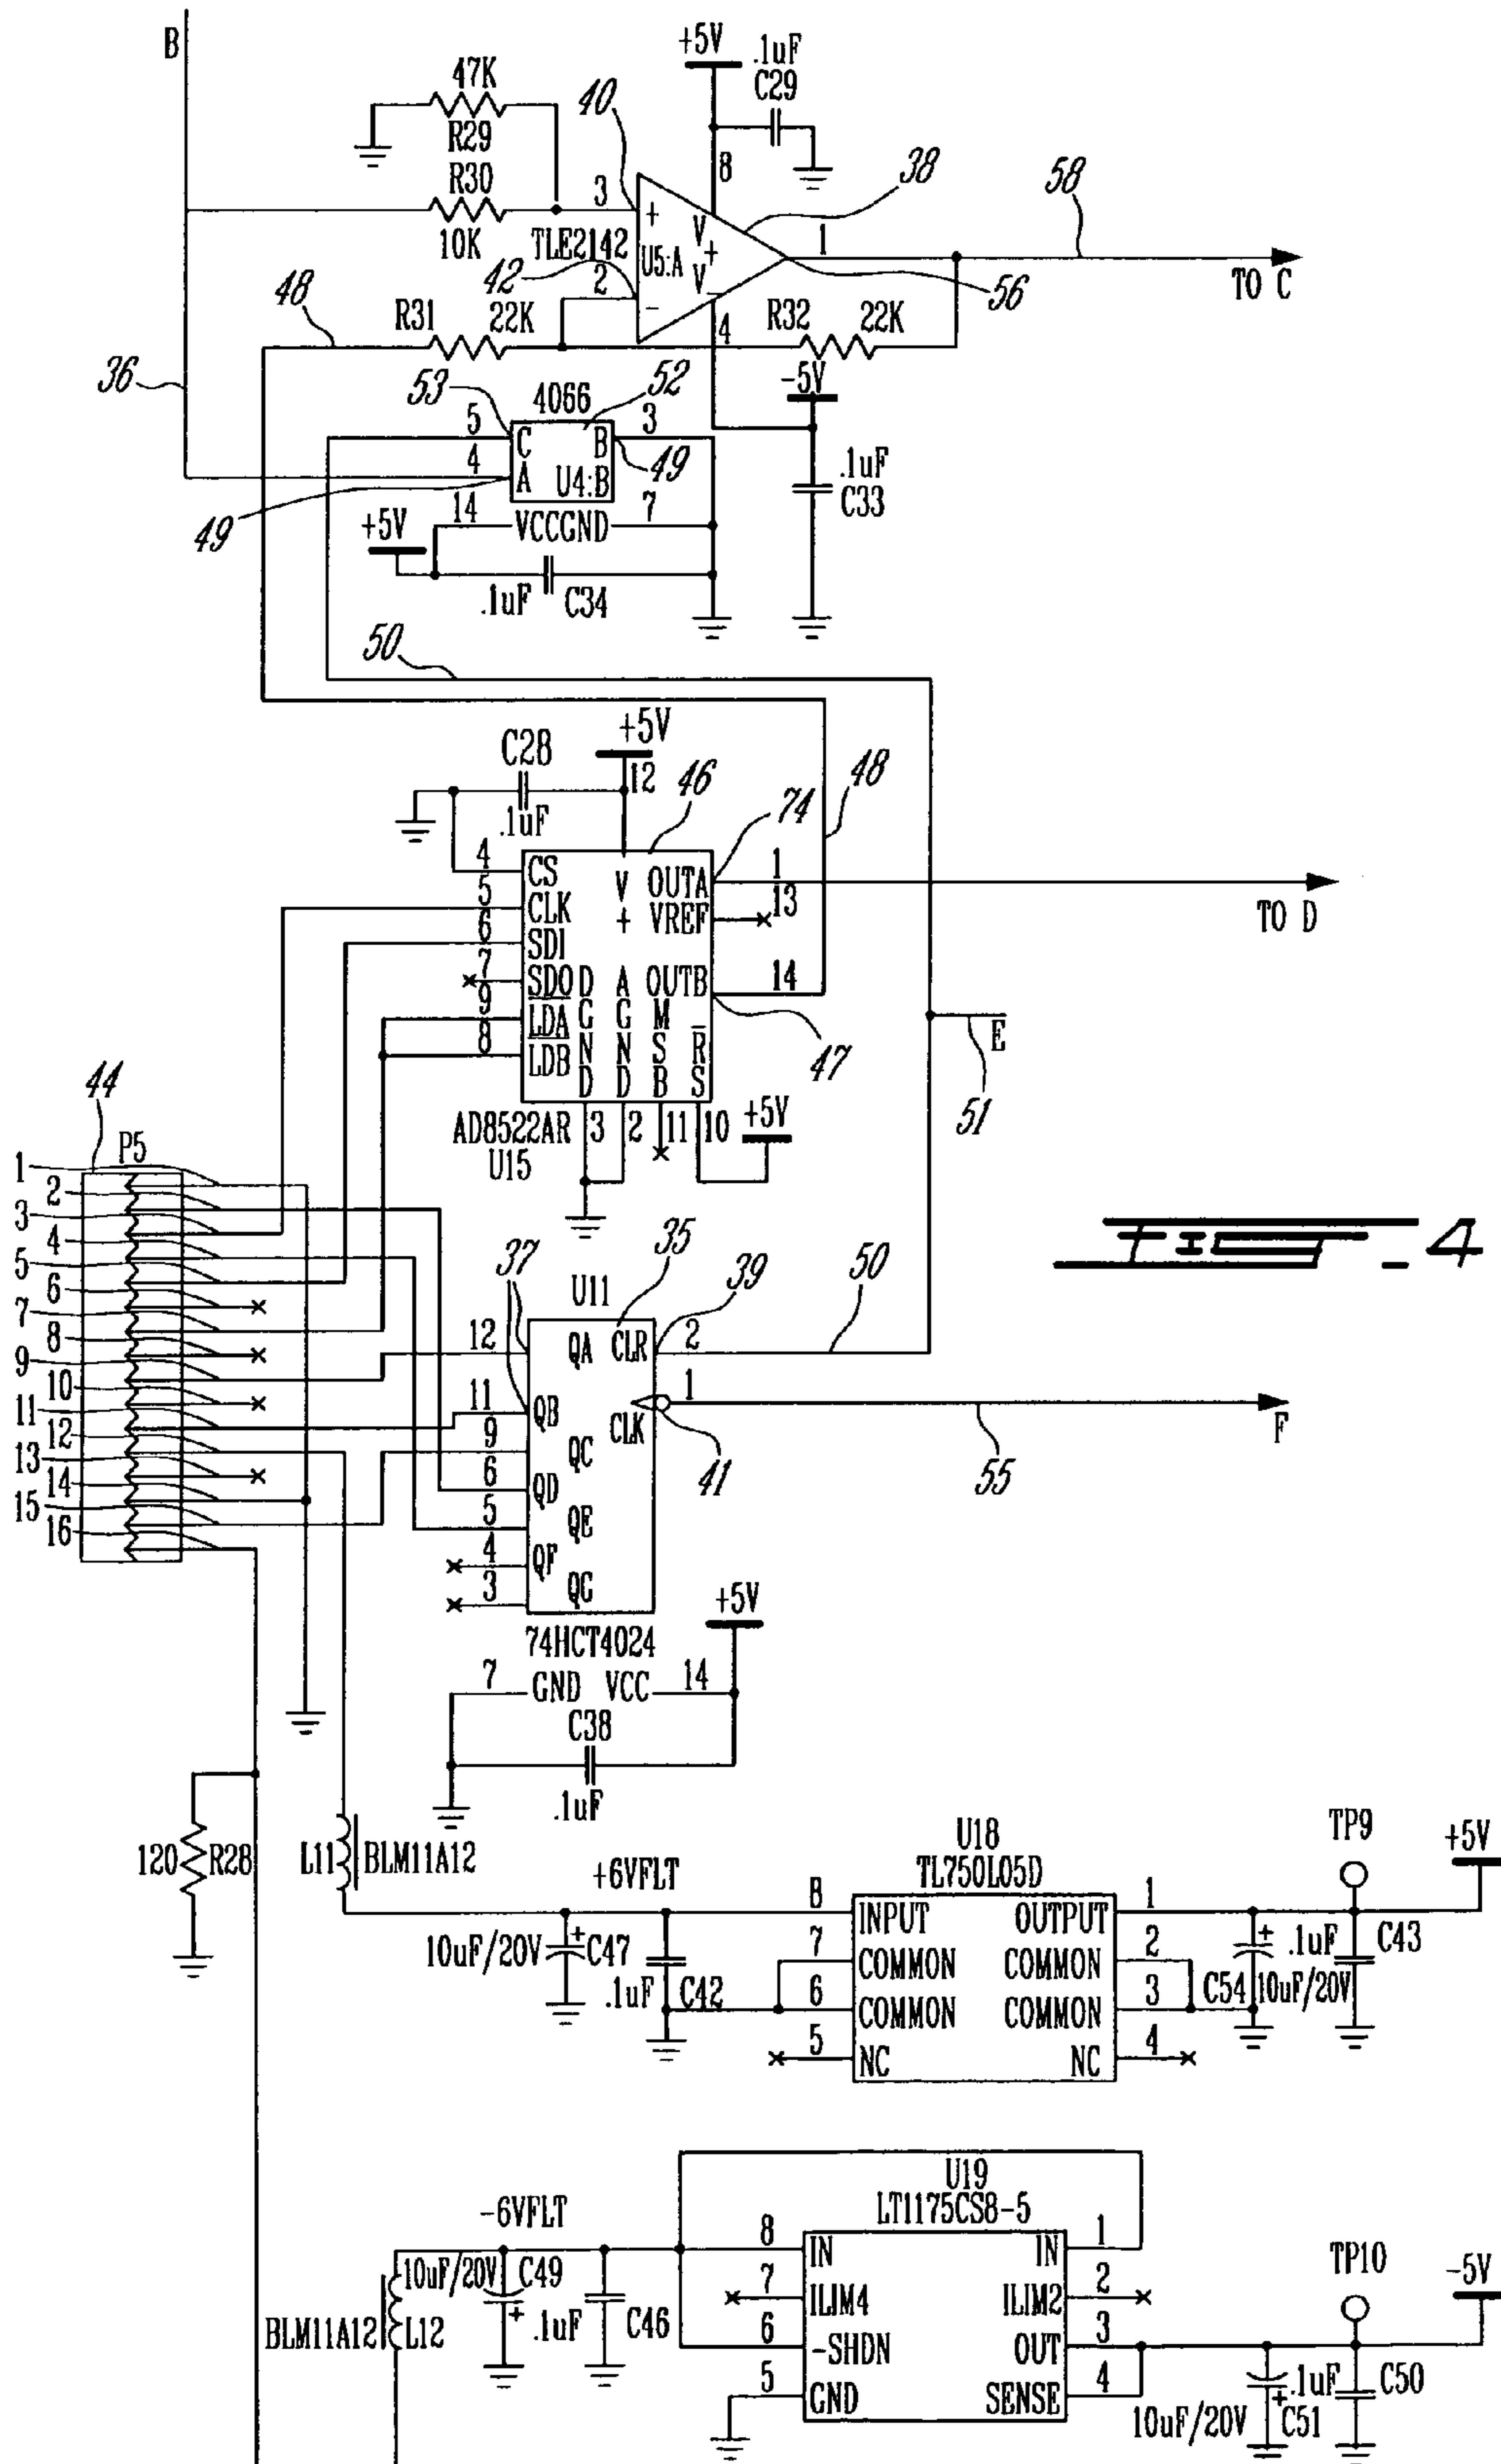 B
+5V
.1uF
C29
47K
R29
40
8
38
58
R30
10K
3
TLE2142
+
U5:A
V
+
V
-
1
56
TO C
42
2
-
48
R31
22K
4
R32
22K
36
-5V
53
4066
52
5
C
B
3
4
A
U4:B
49
49
.1uF
C33
14
VCCGND
7
+5V
.1uF
C34
50
+5V
C28
12
.1uF
46
74
48
4
CS
V
OUTA
1
5
CLK
+
VREF
13
6
SDI
TO D
7
SDO
D
A
OUTB
14
9
LDA
G
G
M
8
LDB
N
N
S
R
D
D
B
S
47
E
51
AD8522AR
U15
3
2
11
10
+5V
44
P5
1
2
3
4
5
6
7
8
9
10
11
12
13
14
15
16
FIG_4
37
U11
35
39
50
12
QA
CLR
2
11
QB
1
CLK
F
9
QC
41
55
6
QD
5
QE
4
QF
3
QC
74HCT4024
+5V
7
GND
VCC
14
C38
.1uF
120
R28
L11
BLM11A12
+6VFLT
U18
TL750L05D
TP9
+5V
8
INPUT
OUTPUT
1
10uF/20V
+
C47
7
COMMON
COMMON
2
+
.1uF
C43
.1uF
C42
6
COMMON
COMMON
3
C54
10uF/20V
5
NC
NC
4
-6VFLT
U19
LT1175CS8-5
8
IN
IN
1
TP10
-5V
10uF/20V
C49
7
ILIM4
ILIM2
2
BLM11A12
L12
+
.1uF
C46
6
-SHDN
OUT
3
5
GND
SENSE
4
.1uF
C50
10uF/20V
+
C51